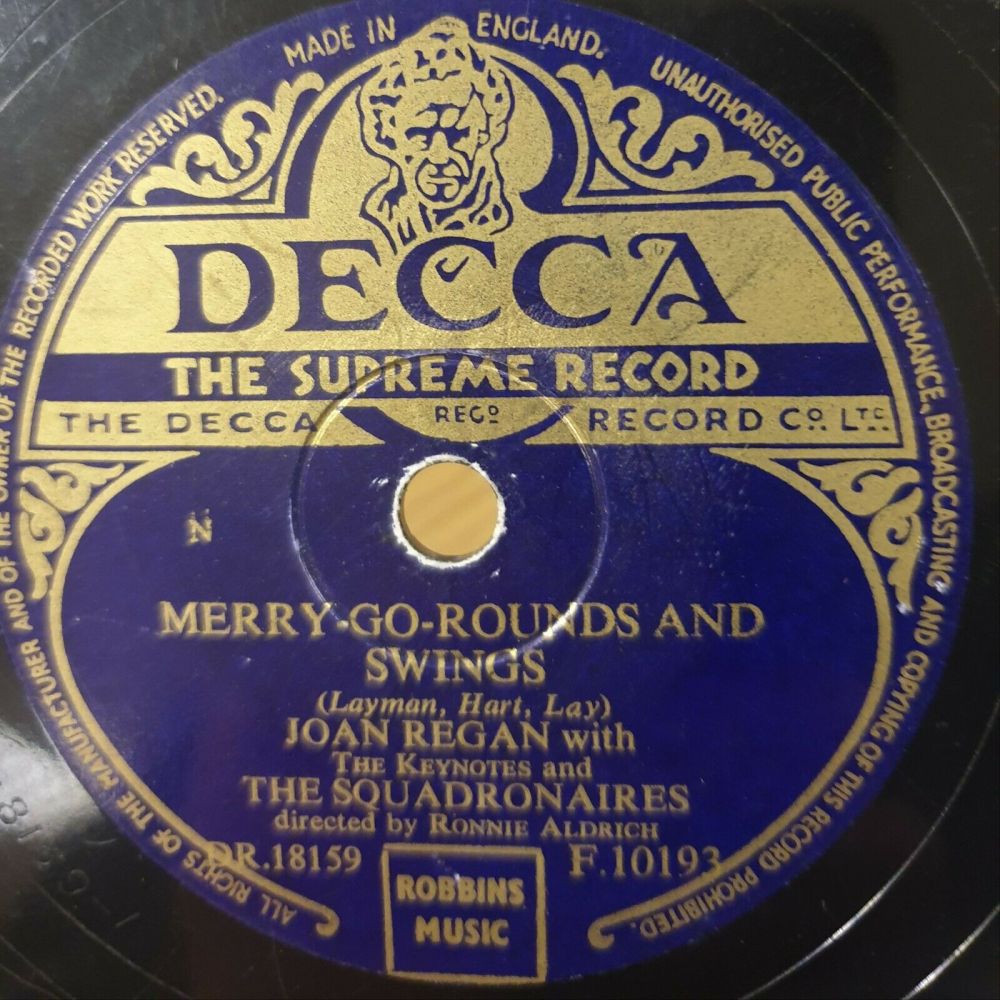 ALL RIGHTS OF THE MANUFACTURER AND OF THE OWNER OF THE RECORDED WORK RESERVED.
MADE IN ENGLAND.
UNAUTHORISED PUBLIC PERFORMANCE, BROADCASTING AND COPYING OF THIS RECORD PROHIBITED.
DECCA
THE SUPREME RECORD
THE DECCA REGD RECORD CO. LTD.
N
MERRY-GO-ROUNDS AND
SWINGS
(Layman, Hart, Lay)
JOAN REGAN with
THE KEYNOTES and
THE SQUADRONAIRES
directed by RONNIE ALDRICH
DR.18159 F.10193
ROBBINS
MUSIC